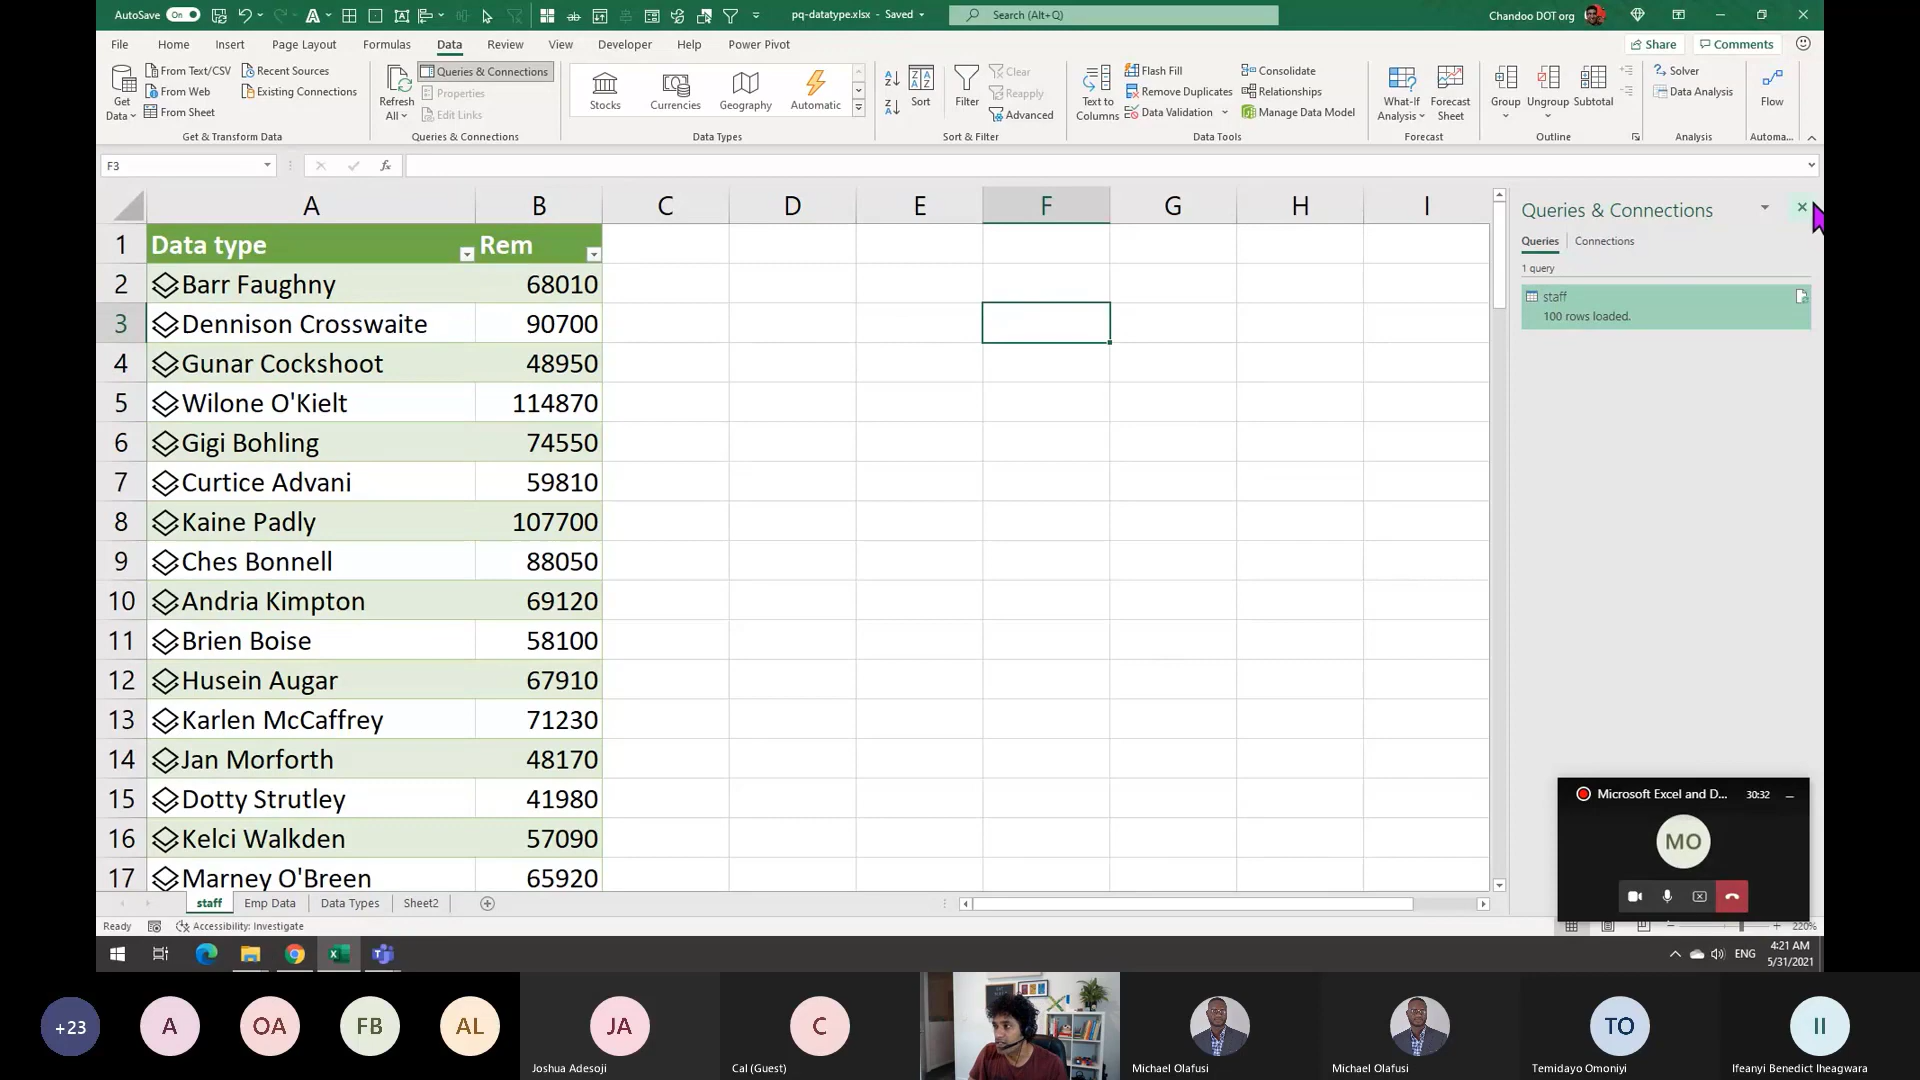 AutoSave On
pq-datatype.xlsx - Saved
Search (Alt+Q)
Chandoo DOT org
File Home Insert Page Layout Formulas Data Review View Developer Help Power Pivot
Share Comments
Get Data
From Text/CSV
From Web
From Sheet
Recent Sources
Existing Connections
Get & Transform Data
Refresh All
Queries & Connections
Properties
Edit Links
Queries & Connections
Stocks Currencies Geography Automatic
Data Types
Sort
Filter
Clear
Reapply
Advanced
Sort & Filter
Text to Columns
Flash Fill
Remove Duplicates
Data Validation
Consolidate
Relationships
Manage Data Model
Data Tools
What-If Analysis
Forecast Sheet
Forecast
Group Ungroup Subtotal
Outline
Solver
Data Analysis
Analysis
Flow
Automa...
F3
fx
A B C D E F G H I
1 Data type Rem
2 Barr Faughny 68010
3 Dennison Crosswaite 90700
4 Gunar Cockshoot 48950
5 Wilone O'Kielt 114870
6 Gigi Bohling 74550
7 Curtice Advani 59810
8 Kaine Padly 107700
9 Ches Bonnell 88050
10 Andria Kimpton 69120
11 Brien Boise 58100
12 Husein Augar 67910
13 Karlen McCaffrey 71230
14 Jan Morforth 48170
15 Dotty Strutley 41980
16 Kelci Walkden 57090
17 Marney O'Breen 65920
Queries & Connections
Queries Connections
1 query
staff
100 rows loaded.
Microsoft Excel and D... 30:32
MO
staff Emp Data Data Types Sheet2
Ready Accessibility: Investigate
220%
ENG
4:21 AM
5/31/2021
+23 A OA FB AL JA C TO II
Joshua Adesoji Cal (Guest) Michael Olafusi Michael Olafusi Temidayo Omoniyi Ifeanyi Benedict Iheagwara